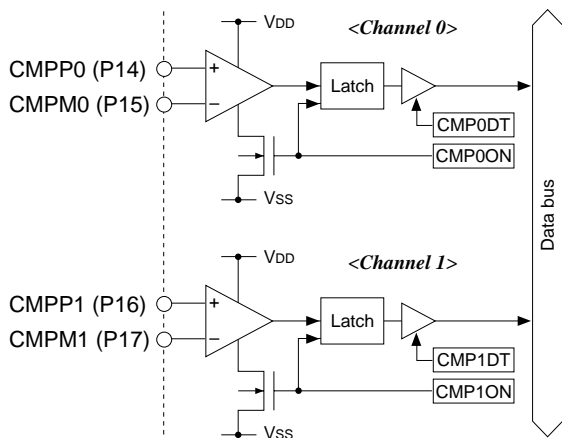 VDD
<Channel 0>
CMPP0 (P14)
+
Latch
CMPM0 (P15)
–
CMP0DT
CMP0ON
VSS
Data bus
VDD
<Channel 1>
CMPP1 (P16)
+
Latch
CMPM1 (P17)
–
CMP1DT
CMP1ON
VSS